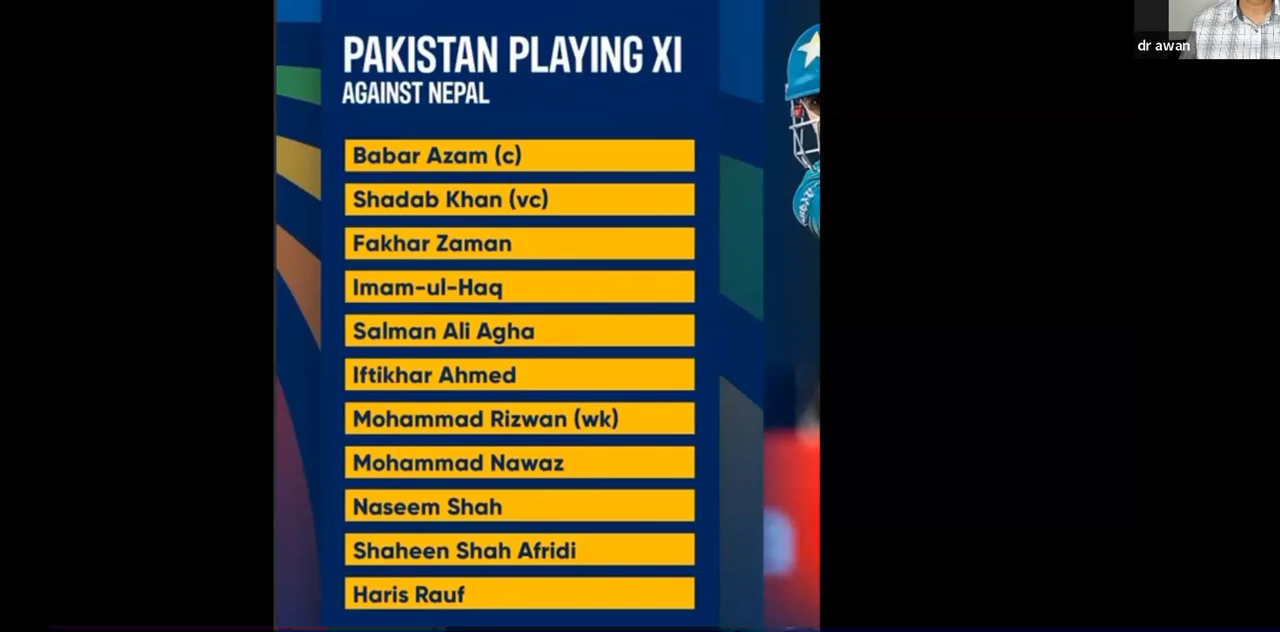 PAKISTAN PLAYING XI
AGAINST NEPAL
Babar Azam (c)
Shadab Khan (vc)
Fakhar Zaman
Imam-ul-Haq
Salman Ali Agha
Iftikhar Ahmed
Mohammad Rizwan (wk)
Mohammad Nawaz
Naseem Shah
Shaheen Shah Afridi
Haris Rauf
dr awan